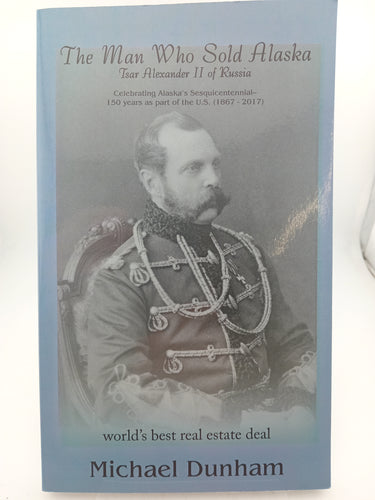 The Man Who Sold Alaska
Tsar Alexander II of Russia
Celebrating Alaska's Sesquicentennial–
150 years as part of the U.S. (1867 - 2017)
world's best real estate deal
Michael Dunham